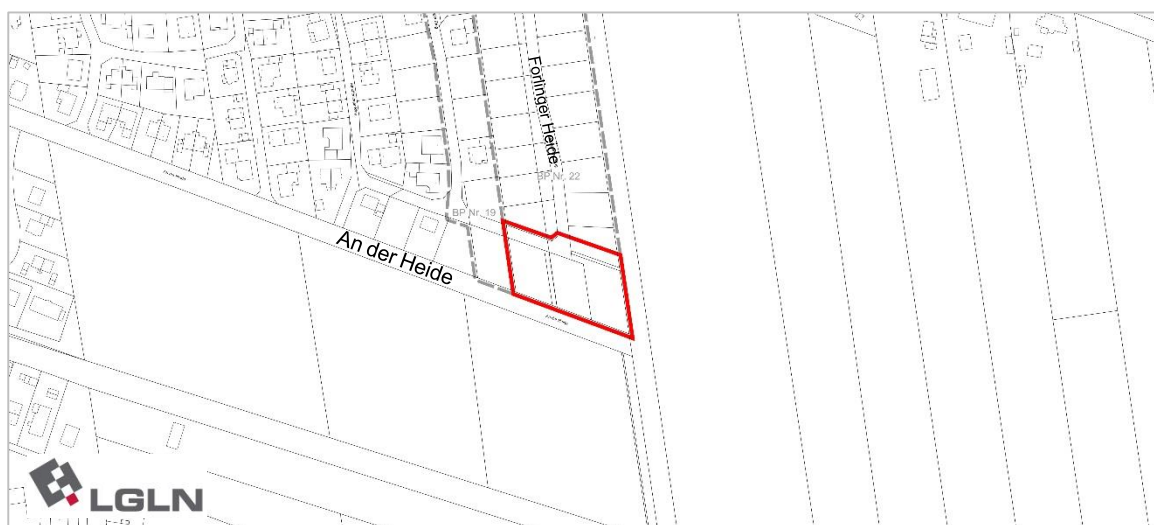 Forlinger Heide
BP Nr. 22
BP Nr. 19
An der Heide
LGLN